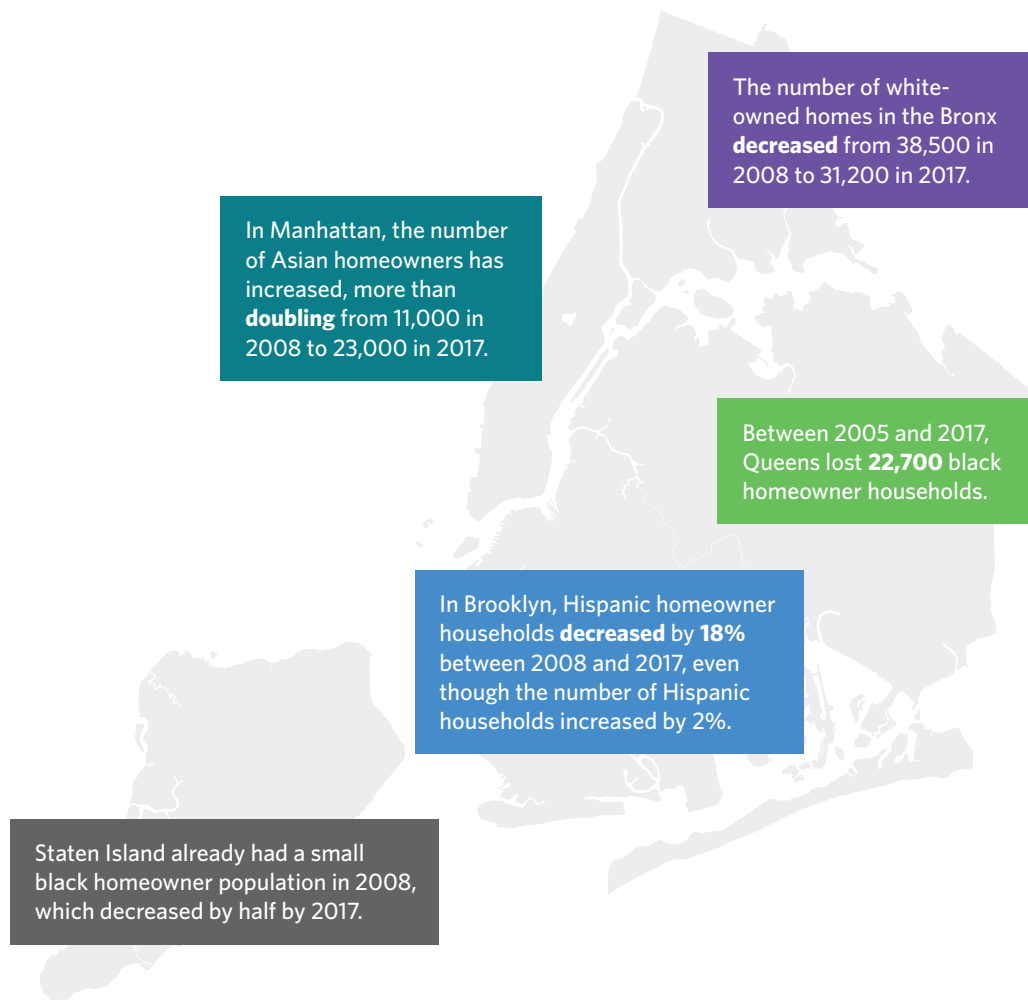 The number of white-
owned homes in the Bronx
decreased from 38,500 in
2008 to 31,200 in 2017.
In Manhattan, the number
of Asian homeowners has
increased, more than
doubling from 11,000 in
2008 to 23,000 in 2017.
Between 2005 and 2017,
Queens lost 22,700 black
homeowner households.
In Brooklyn, Hispanic homeowner
households decreased by 18%
between 2008 and 2017, even
though the number of Hispanic
households increased by 2%.
Staten Island already had a small
black homeowner population in 2008,
which decreased by half by 2017.